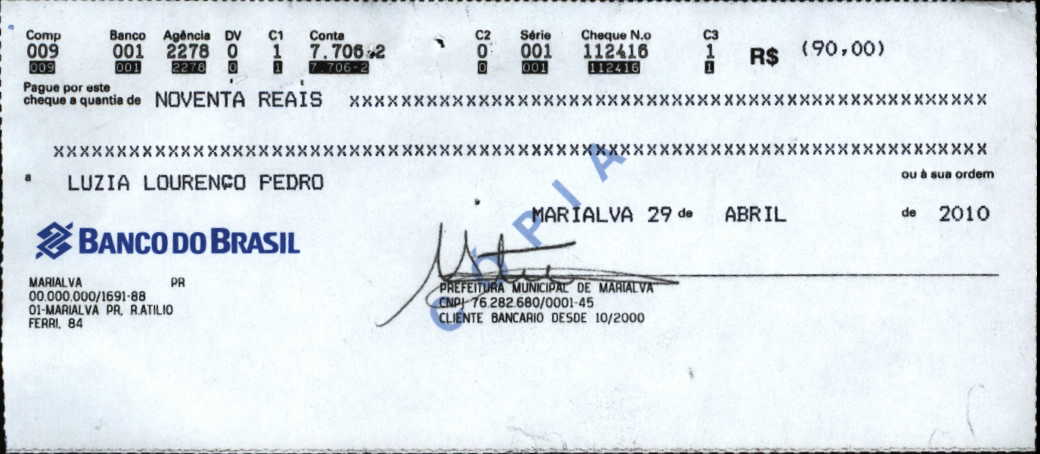 Comp Banco Agência DV C1 Conta C2 Série Cheque N.o C3
009 001 2278 0 1 7.706-2 0 001 112416 1 R$ (90,00)
009 001 2278 0 1 7.706-2 0 001 112416 1
Pague por este
cheque a quantia de NOVENTA REAIS XXXXXXXXXXXXXXXXXXXXXXXXXXXXXXXXXXXXXXXXXXXXXXXXXX
XXXXXXXXXXXXXXXXXXXXXXXXXXXXXXXXXXXXXXXXXXXXXXXXXXXXXXXXXXXXXXXXXXXXXXXXX
a LUZIA LOURENÇO PEDRO ou à sua ordem
MARIALVA 29 de ABRIL de 2010
CÓPIA
BANCO DO BRASIL
MARIALVA PR
00.000.000/1691-88
01-MARIALVA PR, R.ATILIO
FERRI, 84
PREFEITURA MUNICIPAL DE MARIALVA
CNPJ 76.282.680/0001-45
CLIENTE BANCARIO DESDE 10/2000